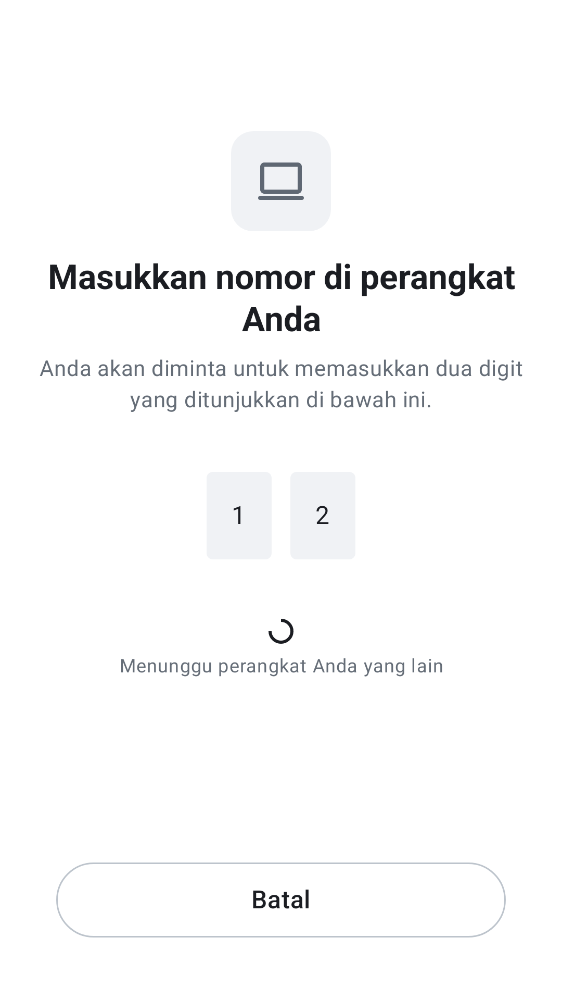 Masukkan nomor di perangkat
Anda
Anda akan diminta untuk memasukkan dua digit
yang ditunjukkan di bawah ini.
1 2
Menunggu perangkat Anda yang lain
Batal